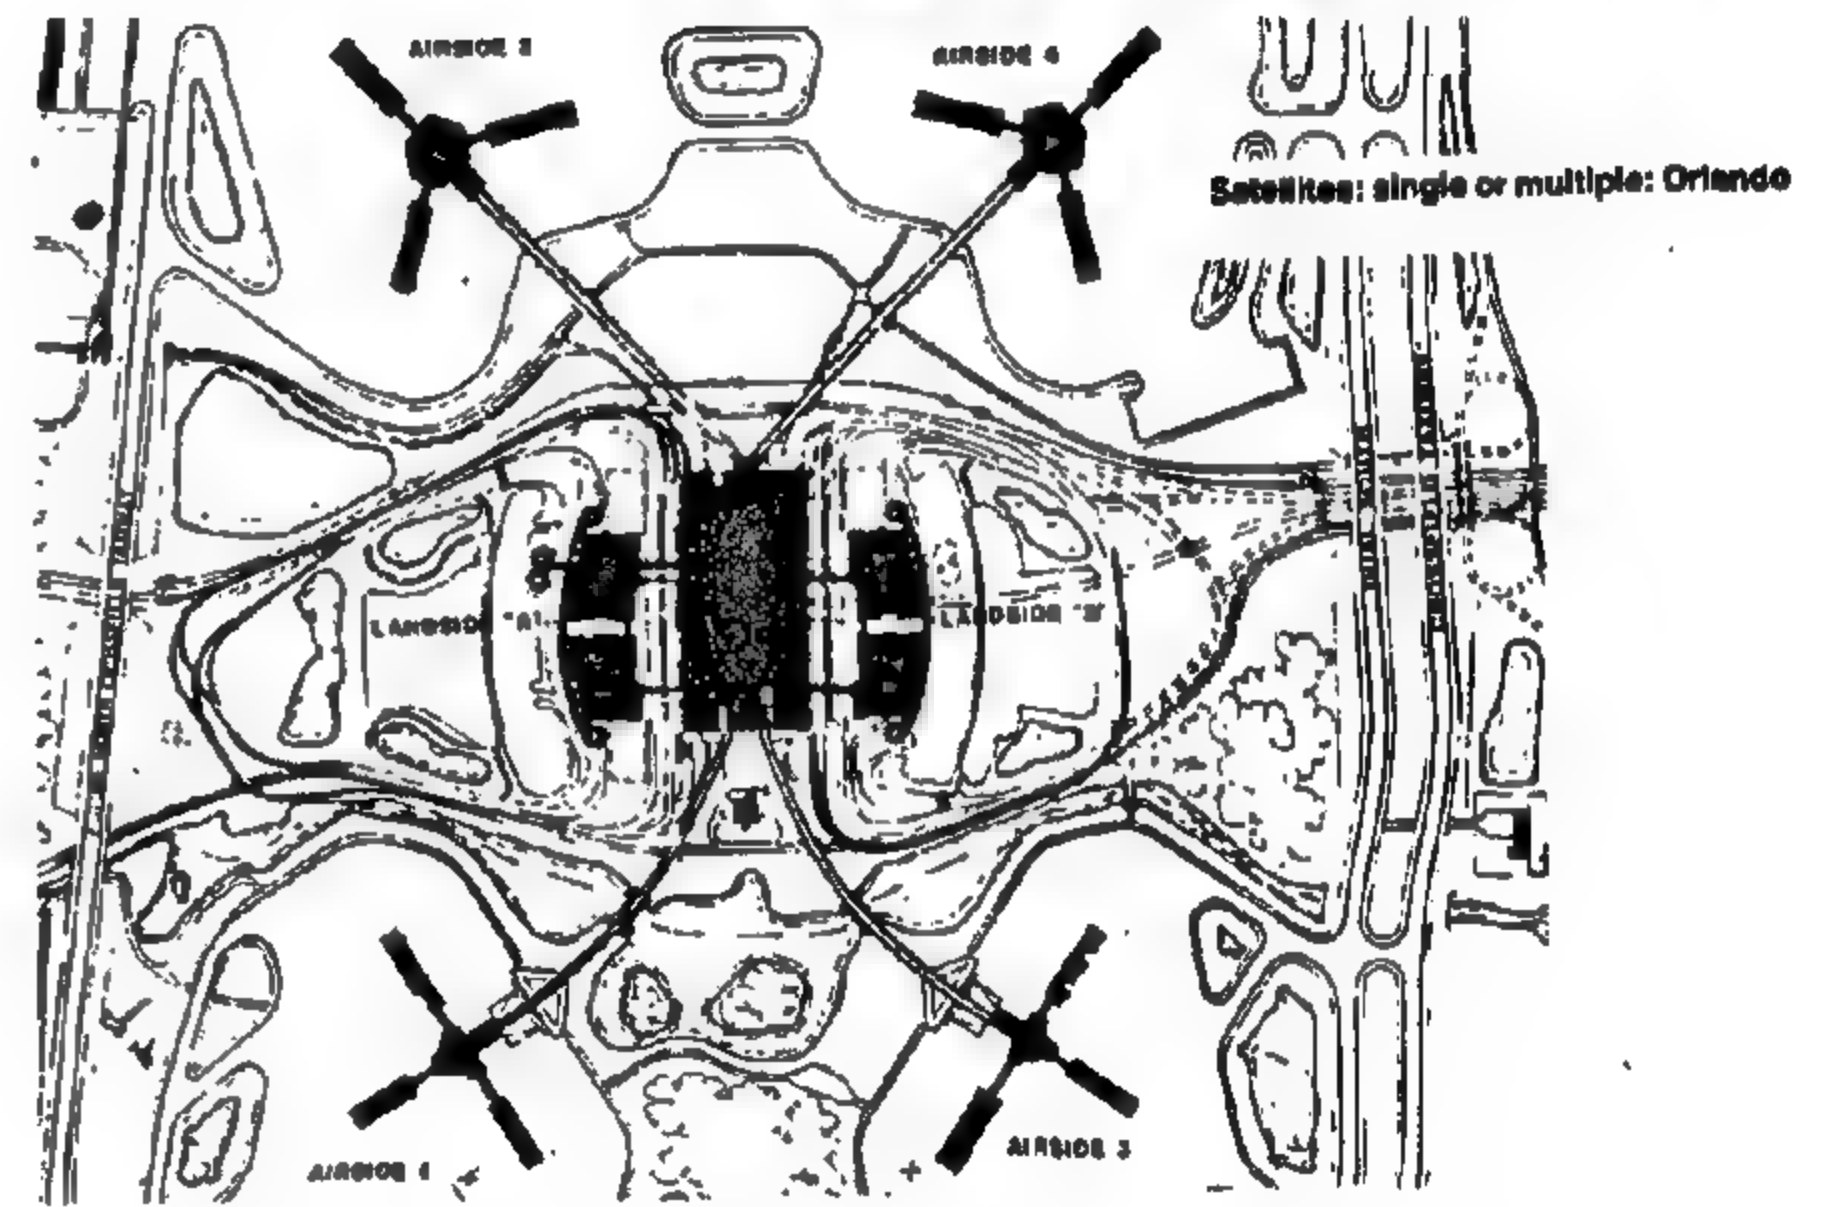 AIRSIDE 2
AIRSIDE 4
Satellites: single or multiple: Orlando
LANDSIDE "A"
LANDSIDE "B"
AIRSIDE 3
AIRSIDE 1